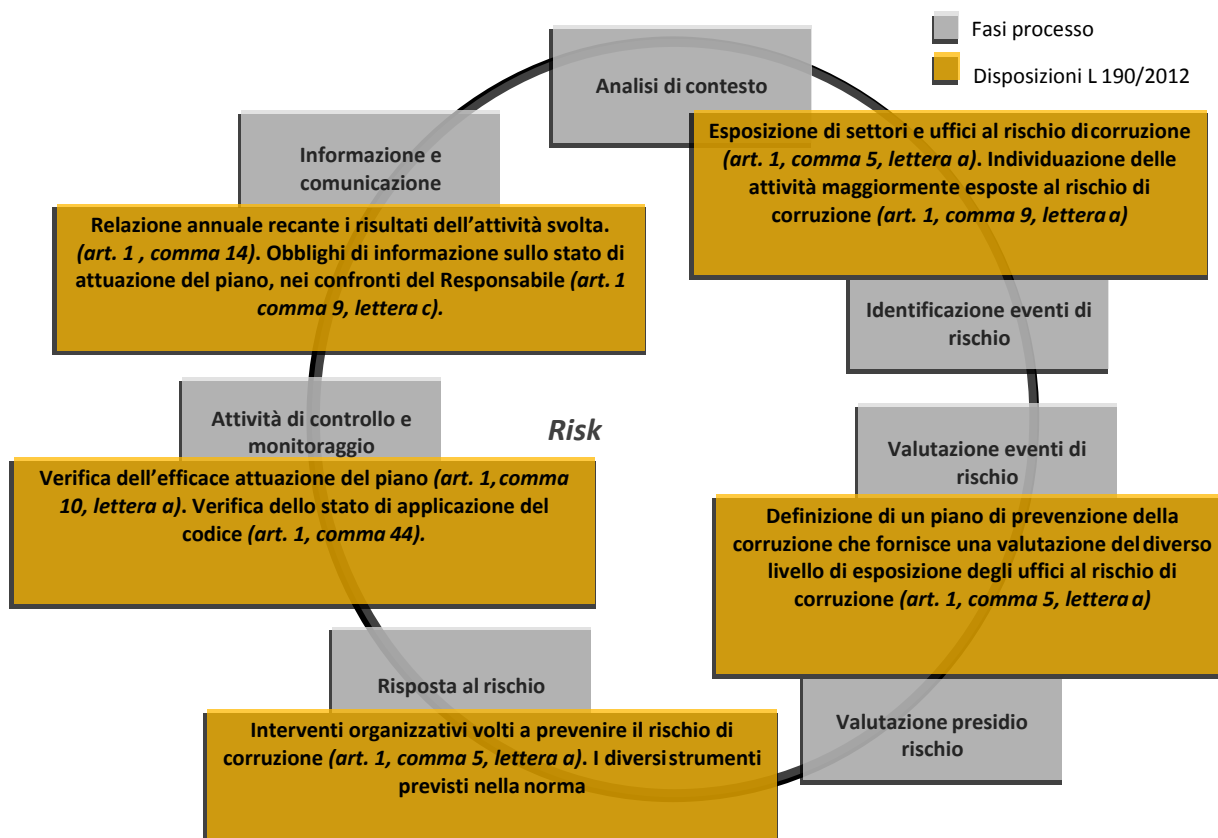 Fasi processo
Disposizioni L 190/2012
Analisi di contesto
Esposizione di settori e uffici al rischio di corruzione
(art. 1, comma 5, lettera a). Individuazione delle
attività maggiormente esposte al rischio di
corruzione (art. 1, comma 9, lettera a)
Identificazione eventi di
rischio
Valutazione eventi di
rischio
Definizione di un piano di prevenzione della
corruzione che fornisce una valutazione del diverso
livello di esposizione degli uffici al rischio di
corruzione (art. 1, comma 5, lettera a)
Valutazione presidio
rischio
Risposta al rischio
Interventi organizzativi volti a prevenire il rischio di
corruzione (art. 1, comma 5, lettera a). I diversi strumenti
previsti nella norma
Attività di controllo e
monitoraggio
Verifica dell’efficace attuazione del piano (art. 1, comma
10, lettera a). Verifica dello stato di applicazione del
codice (art. 1, comma 44).
Informazione e
comunicazione
Relazione annuale recante i risultati dell’attività svolta.
(art. 1 , comma 14). Obblighi di informazione sullo stato di
attuazione del piano, nei confronti del Responsabile (art. 1
comma 9, lettera c).
Risk